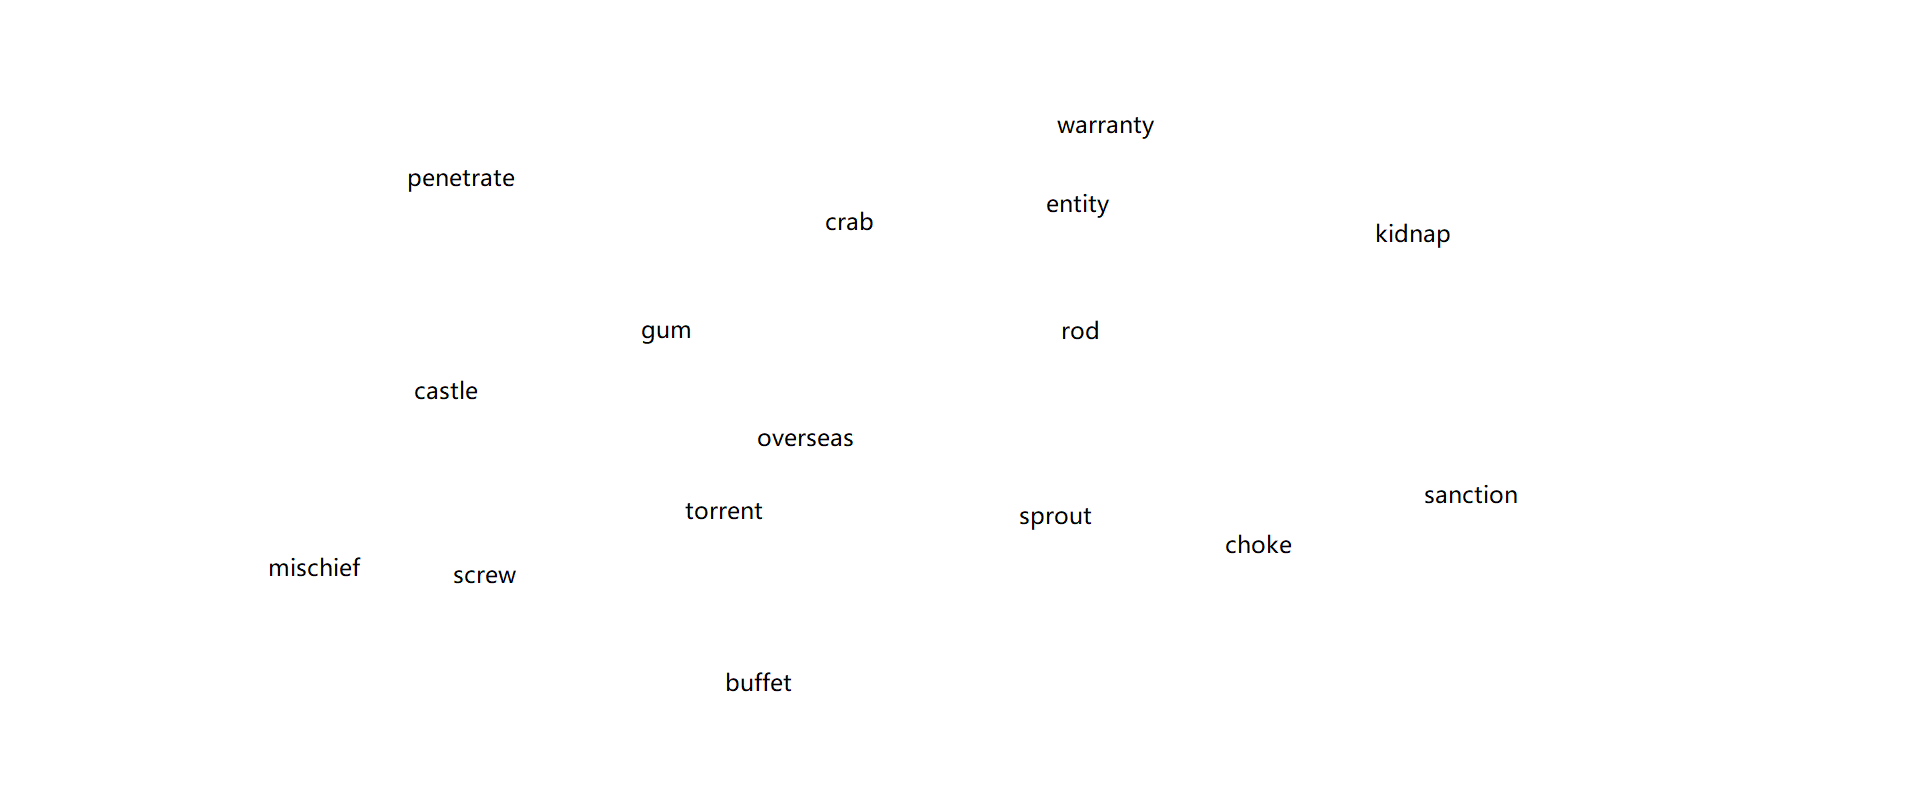 warranty
penetrate
entity
crab
kidnap
gum
rod
castle
overseas
sanction
torrent
sprout
choke
mischief
screw
buffet